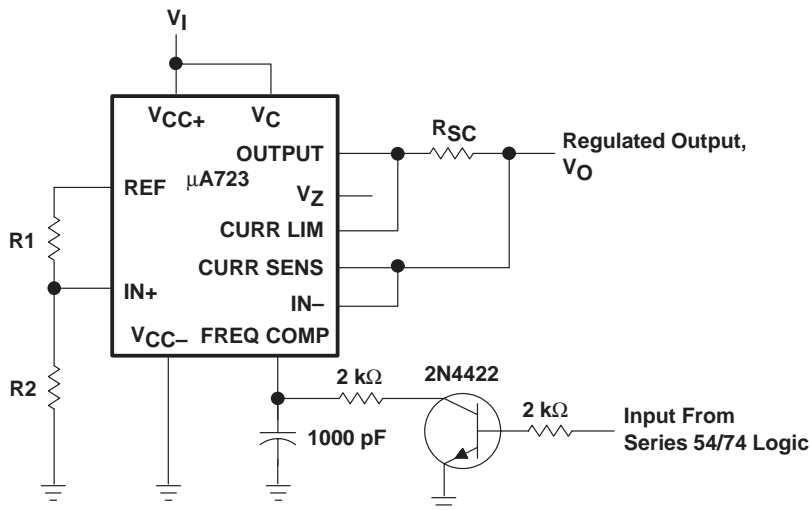 VI
VCC+
VC
OUTPUT
RSC
Regulated Output,
VO
μA723
REF
VZ
R1
CURR LIM
CURR SENS
IN+
IN–
VCC–
FREQ COMP
R2
2 kΩ
2N4422
2 kΩ
1000 pF
Input From
Series 54/74 Logic